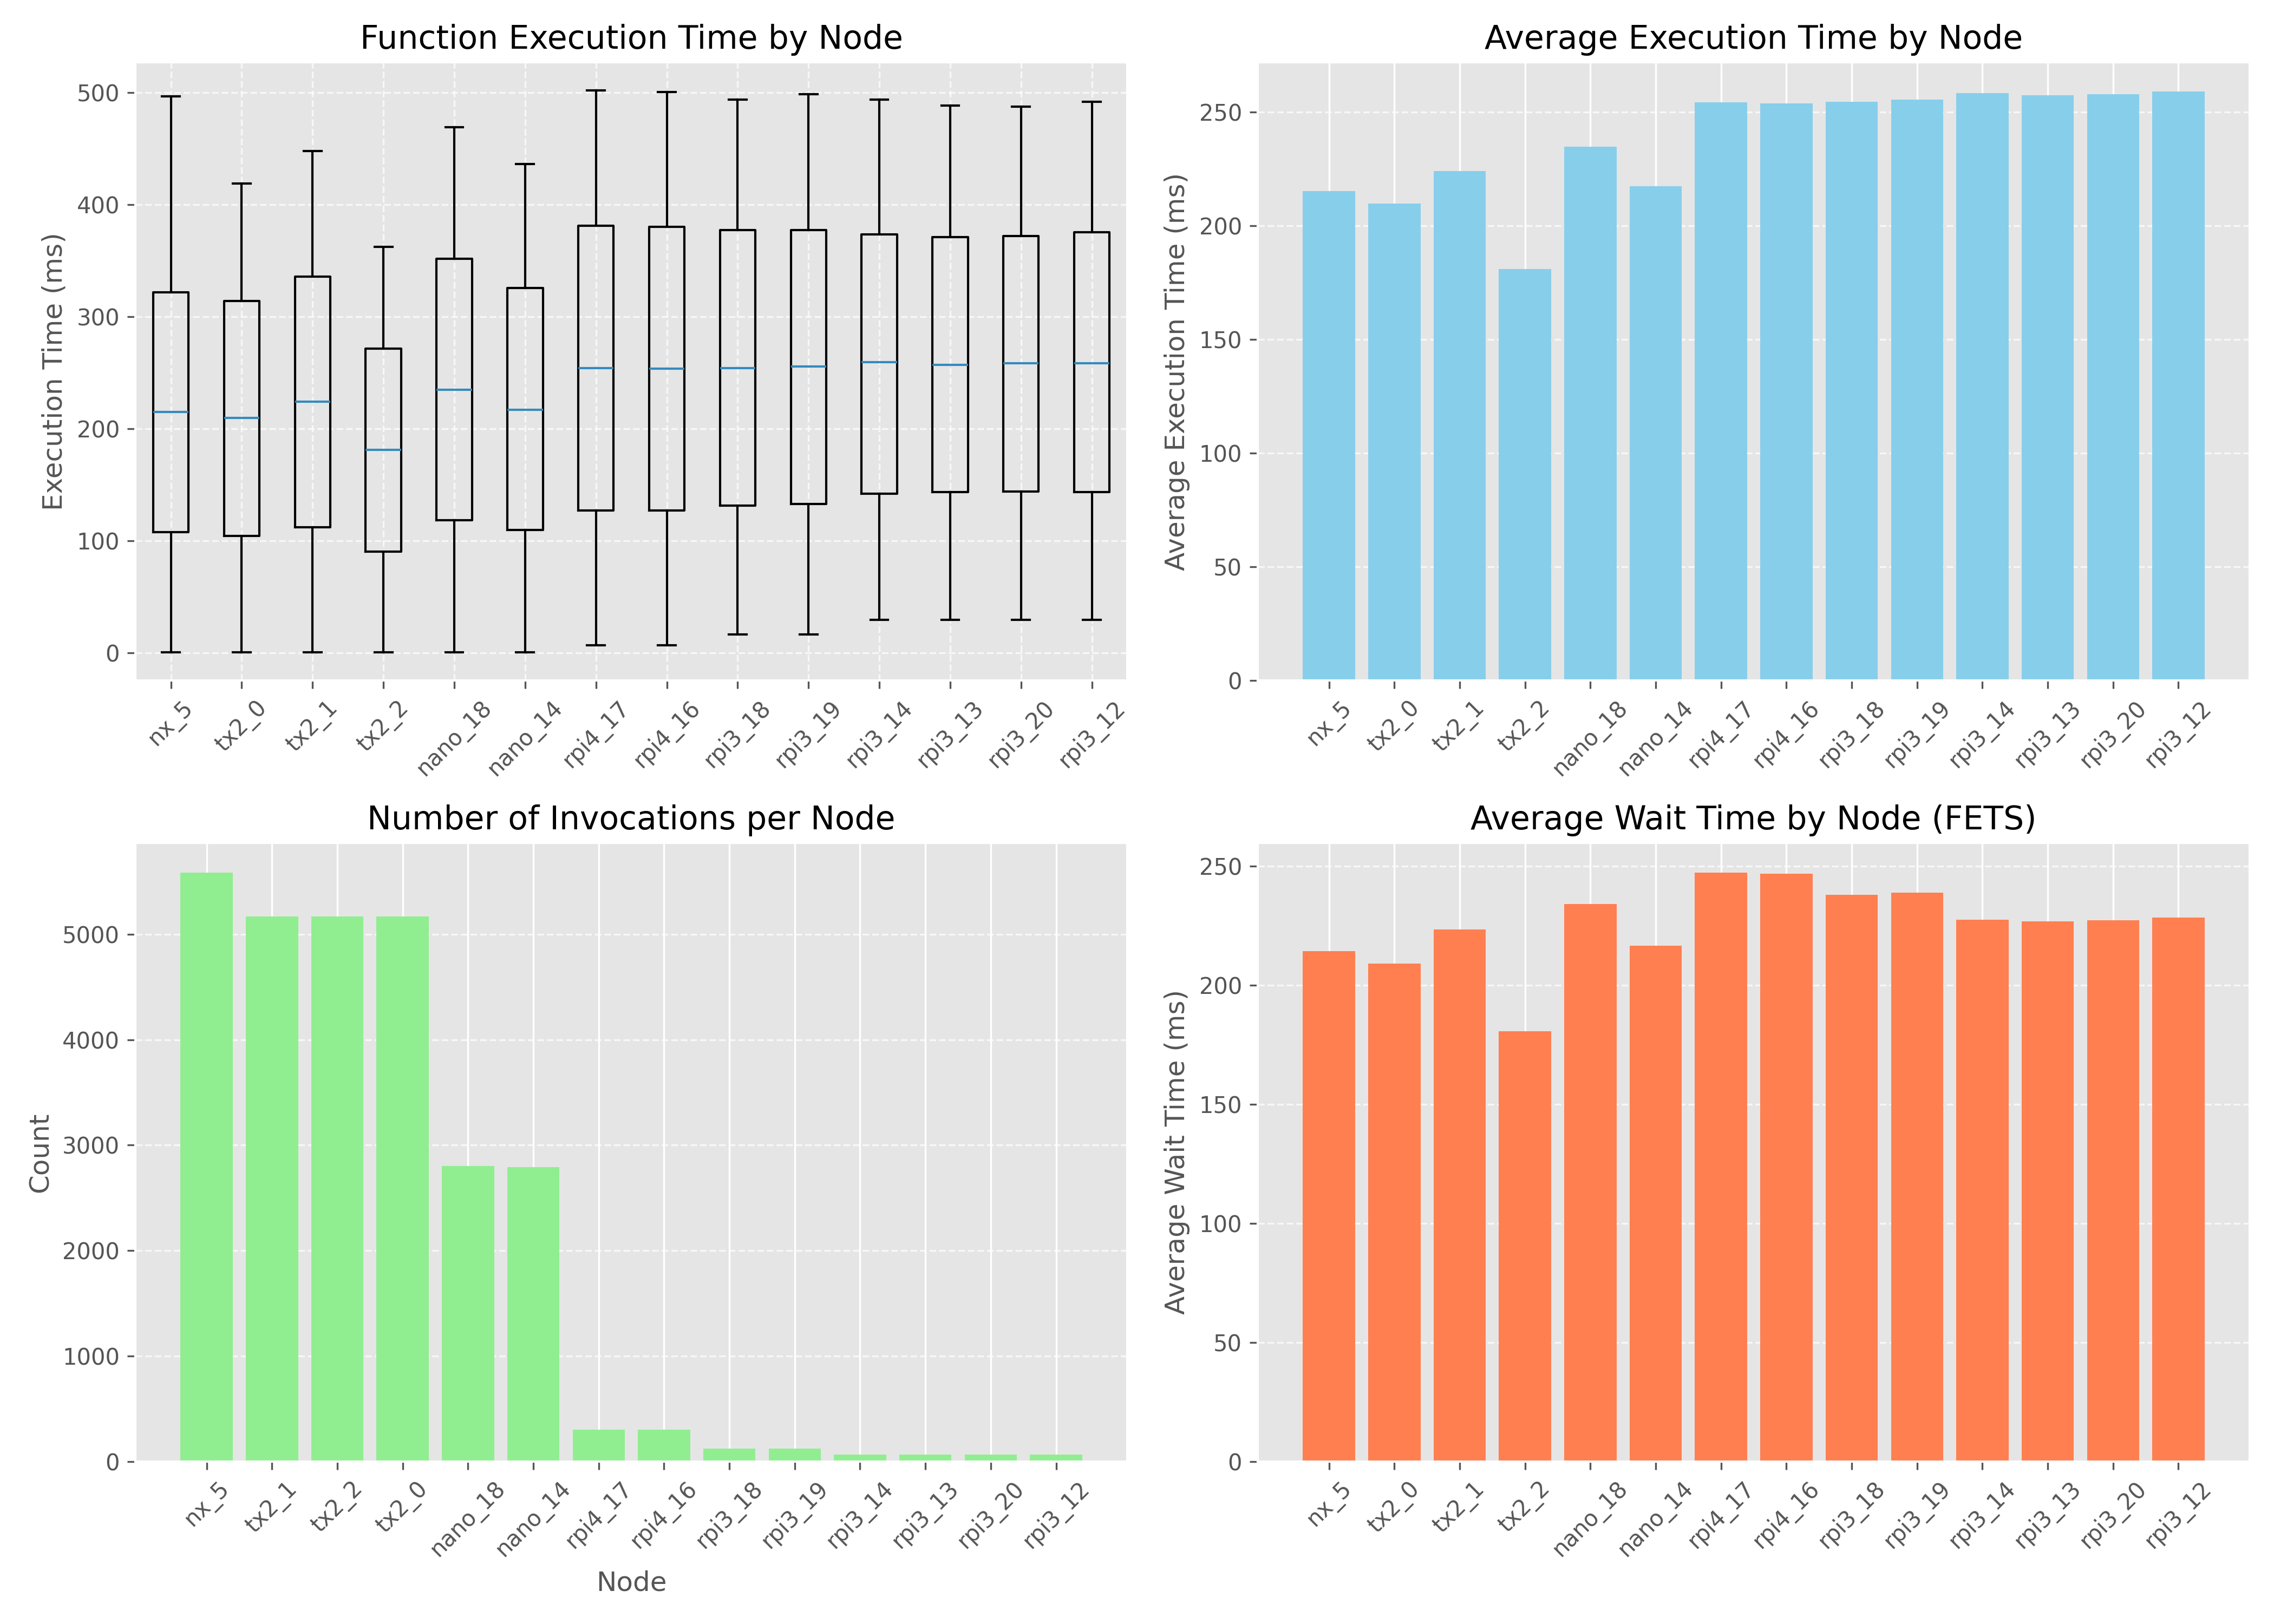 Function Execution Time by Node
Execution Time (ms)
500
400
300
200
100
0
nx_5 tx2_0 tx2_1 tx2_2 nano_18 nano_14 rpi4_17 rpi4_16 rpi3_18 rpi3_19 rpi3_14 rpi3_13 rpi3_20 rpi3_12
Average Execution Time by Node
Average Execution Time (ms)
250
200
150
100
50
0
nx_5 tx2_0 tx2_1 tx2_2 nano_18 nano_14 rpi4_17 rpi4_16 rpi3_18 rpi3_19 rpi3_14 rpi3_13 rpi3_20 rpi3_12
Number of Invocations per Node
Count
5000
4000
3000
2000
1000
0
nx_5 tx2_1 tx2_2 tx2_0 nano_18 nano_14 rpi4_17 rpi4_16 rpi3_18 rpi3_19 rpi3_14 rpi3_13 rpi3_20 rpi3_12
Node
Average Wait Time by Node (FETS)
Average Wait Time (ms)
250
200
150
100
50
0
nx_5 tx2_0 tx2_1 tx2_2 nano_18 nano_14 rpi4_17 rpi4_16 rpi3_18 rpi3_19 rpi3_14 rpi3_13 rpi3_20 rpi3_12